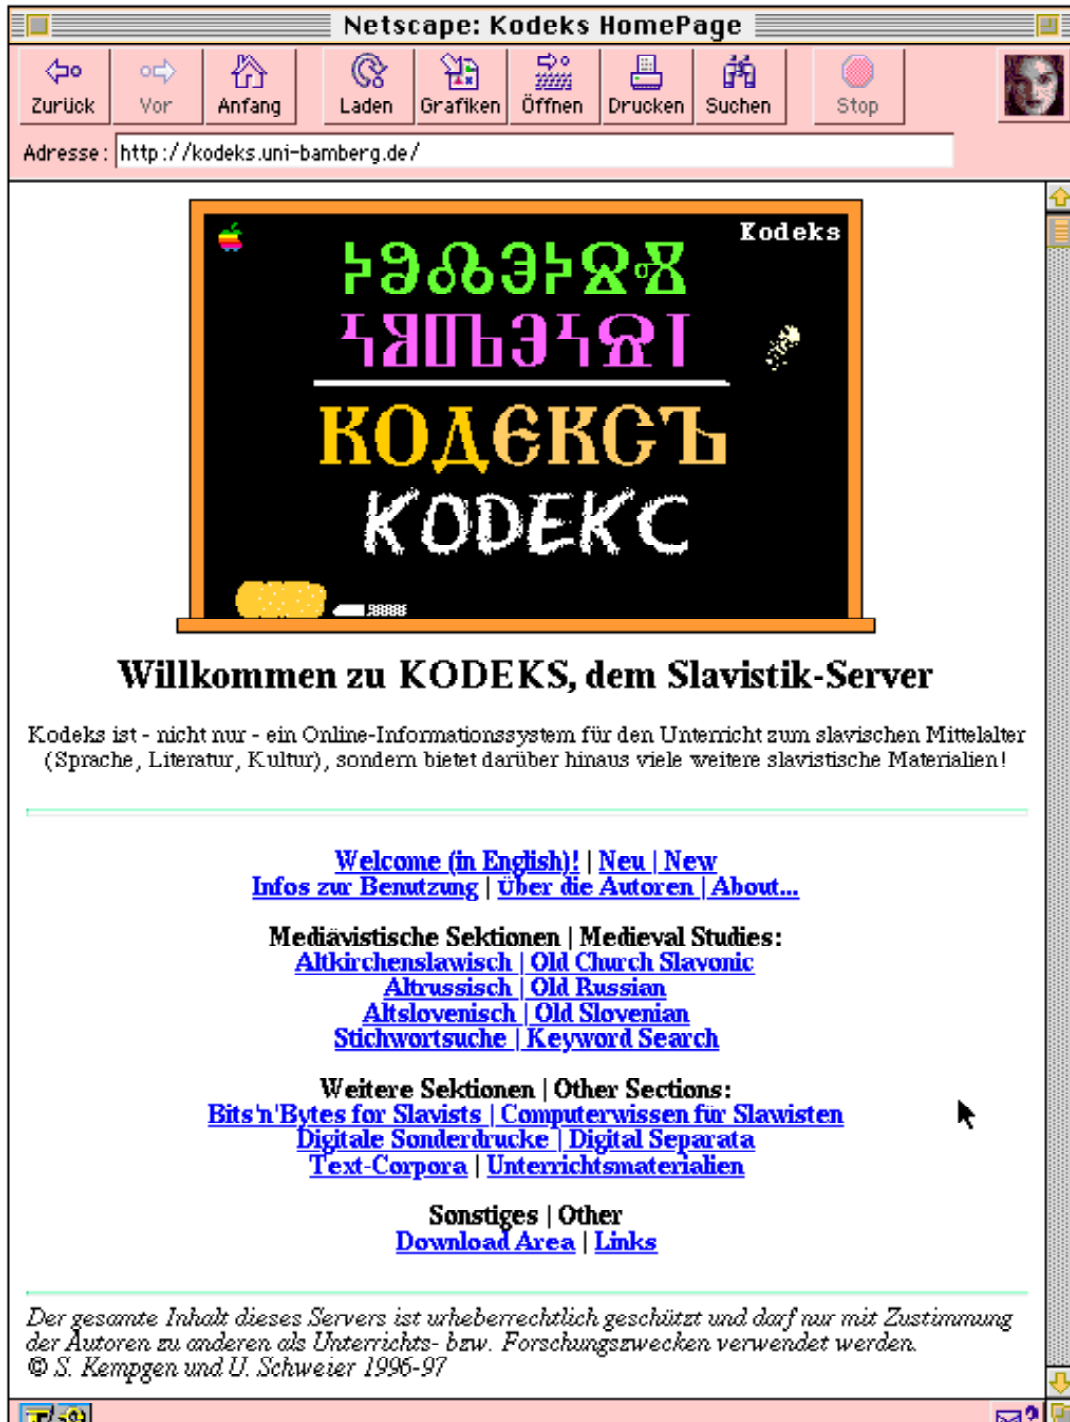 Netscape: Kodeks HomePage
Zurück Vor Anfang Laden Grafiken Öffnen Drucken Suchen Stop
Adresse: http://kodeks.uni-bamberg.de/
Kodeks
КОДЕКСЪ
КОDЕКС
Willkommen zu KODEKS, dem Slavistik-Server
Kodeks ist - nicht nur - ein Online-Informationssystem für den Unterricht zum slavischen Mittelalter
(Sprache, Literatur, Kultur), sondern bietet darüber hinaus viele weitere slavistische Materialien!
Welcome (in English)! | Neu | New
Infos zur Benutzung | Über die Autoren | About...
Mediävistische Sektionen | Medieval Studies:
Altkirchenslawisch | Old Church Slavonic
Altrussisch | Old Russian
Altslovenisch | Old Slovenian
Stichwortsuche | Keyword Search
Weitere Sektionen | Other Sections:
Bits'n'Bytes for Slavists | Computerwissen für Slawisten
Digitale Sonderdrucke | Digital Separata
Text-Corpora | Unterrichtsmaterialien
Sonstiges | Other
Download Area | Links
Der gesamte Inhalt dieses Servers ist urheberrechtlich geschützt und darf nur mit Zustimmung
der Autoren zu anderen als Unterrichts- bzw. Forschungszwecken verwendet werden.
© S. Kempgen und U. Schweier 1996-97